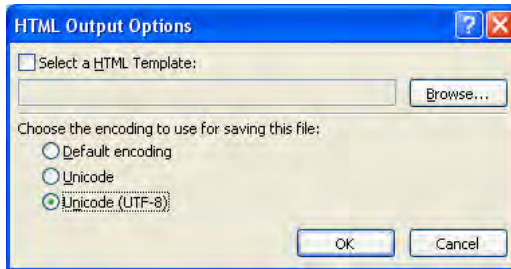 HTML Output Options
Select a HTML Template:
Browse...
Choose the encoding to use for saving this file:
Default encoding
Unicode
Unicode (UTF-8)
OK Cancel